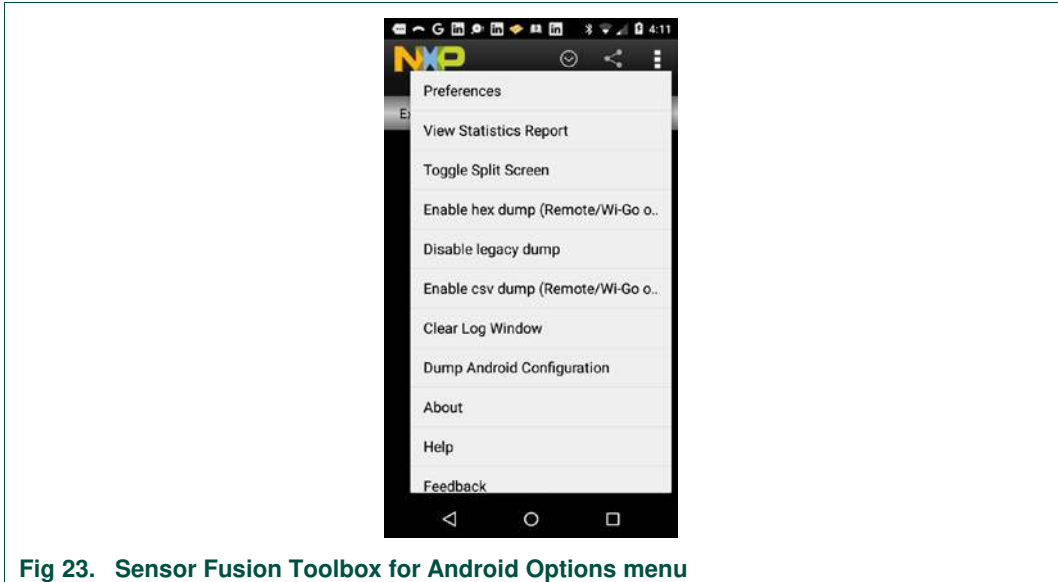 4:11
NXP
Ex
Preferences
View Statistics Report
Toggle Split Screen
Enable hex dump (Remote/Wi-Go o..
Disable legacy dump
Enable csv dump (Remote/Wi-Go o..
Clear Log Window
Dump Android Configuration
About
Help
Feedback
Fig 23. Sensor Fusion Toolbox for Android Options menu